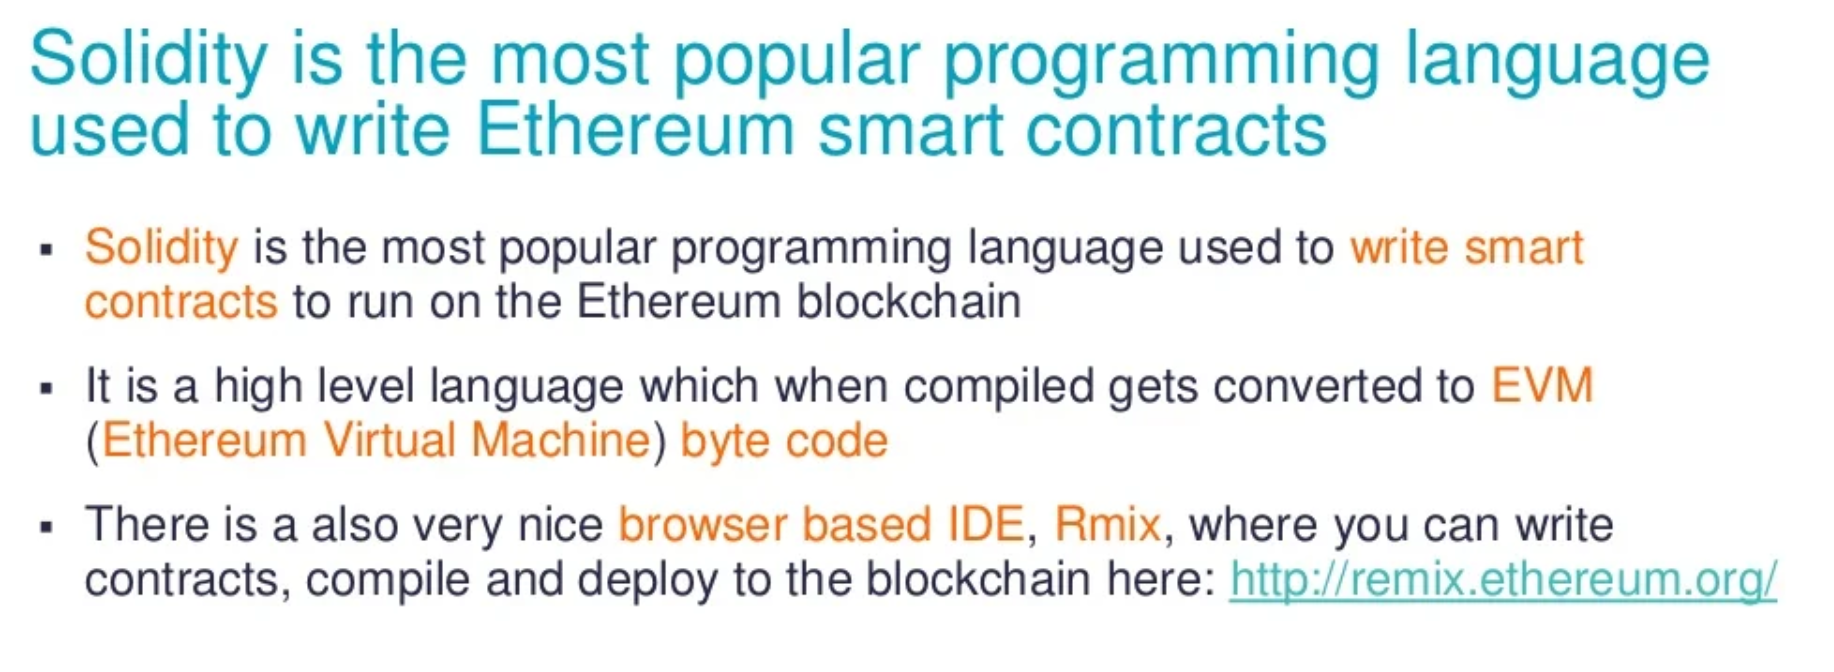 Solidity is the most popular programming language
used to write Ethereum smart contracts
▪ Solidity is the most popular programming language used to write smart
contracts to run on the Ethereum blockchain
▪ It is a high level language which when compiled gets converted to EVM
(Ethereum Virtual Machine) byte code
▪ There is a also very nice browser based IDE, Rmix, where you can write
contracts, compile and deploy to the blockchain here: http://remix.ethereum.org/